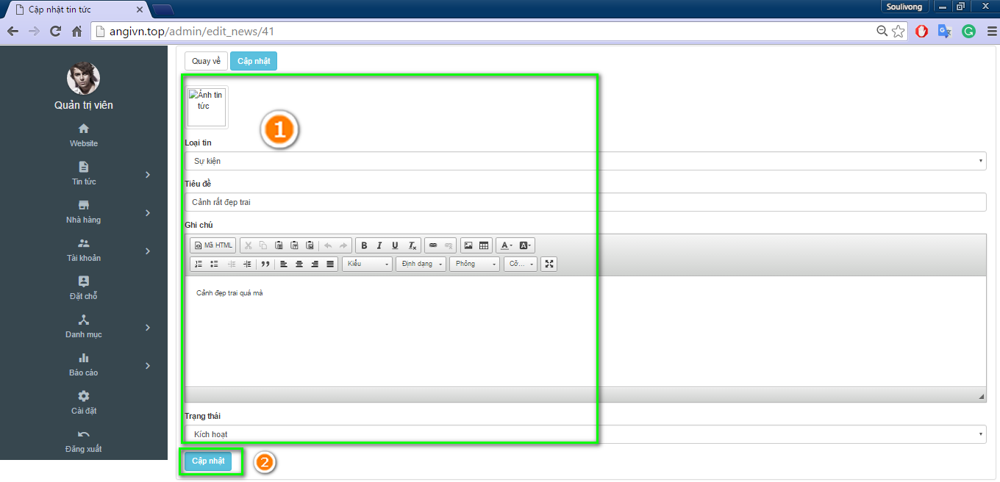 Cập nhật tin tức
Soulivong
angivn.top/admin/edit_news/41
Quản trị viên
Website
Tin tức
Nhà hàng
Tài khoản
Đặt chỗ
Danh mục
Báo cáo
Cài đặt
Đăng xuất
Quay về Cập nhật
Ảnh tin
tức
1
Loại tin
Sự kiện
Tiêu đề
Cảnh rất đẹp trai
Ghi chú
Mã HTML B I U Tx A A
Kiểu Định dạng Phông Cỡ...
Cảnh đẹp trai quá mà
Trạng thái
Kích hoạt
Cập nhật 2